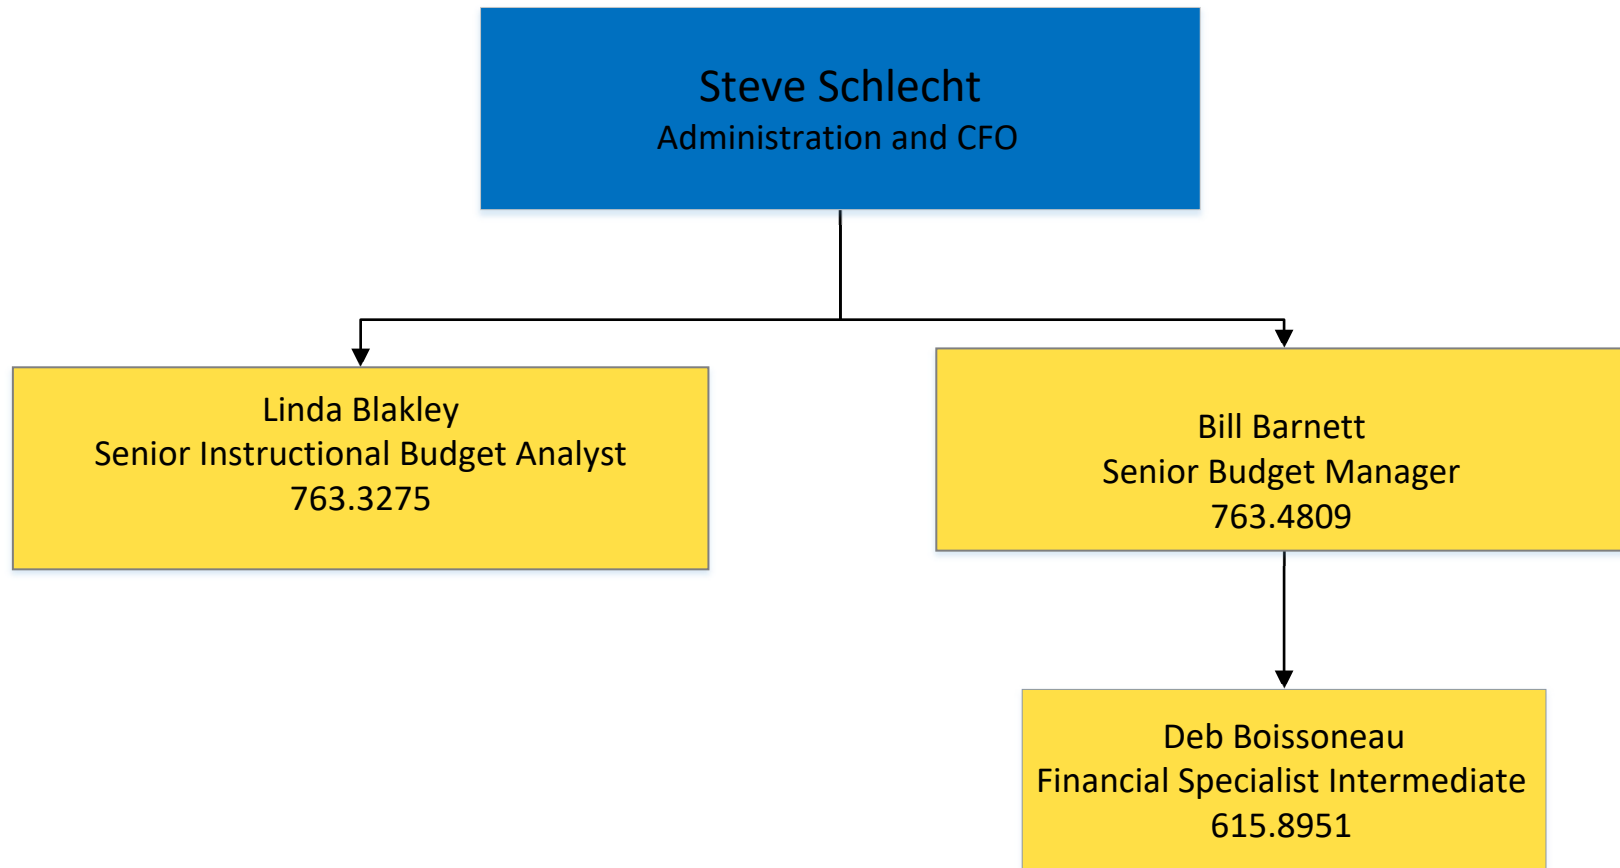 Steve Schlecht
Administration and CFO
Linda Blakley
Senior Instructional Budget Analyst
763.3275
Bill Barnett
Senior Budget Manager
763.4809
Deb Boissoneau
Financial Specialist Intermediate
615.8951